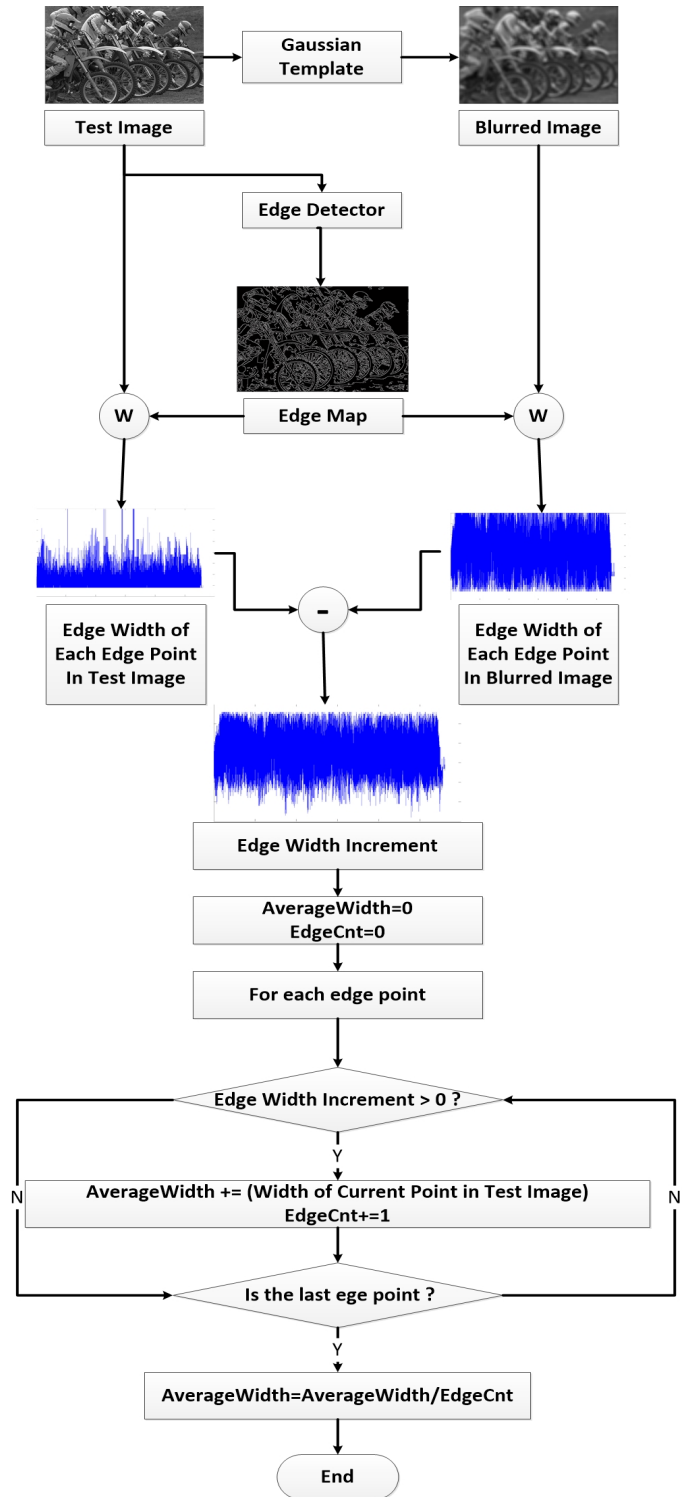 Gaussian
Template
Test Image
Blurred Image
Edge Detector
W
Edge Map
W
Edge Width of
Each Edge Point
In Test Image
-
Edge Width of
Each Edge Point
In Blurred Image
Edge Width Increment
AverageWidth=0
EdgeCnt=0
For each edge point
Edge Width Increment > 0 ?
Y
N
N
AverageWidth += (Width of Current Point in Test Image)
EdgeCnt+=1
Is the last ege point ?
Y
AverageWidth=AverageWidth/EdgeCnt
End